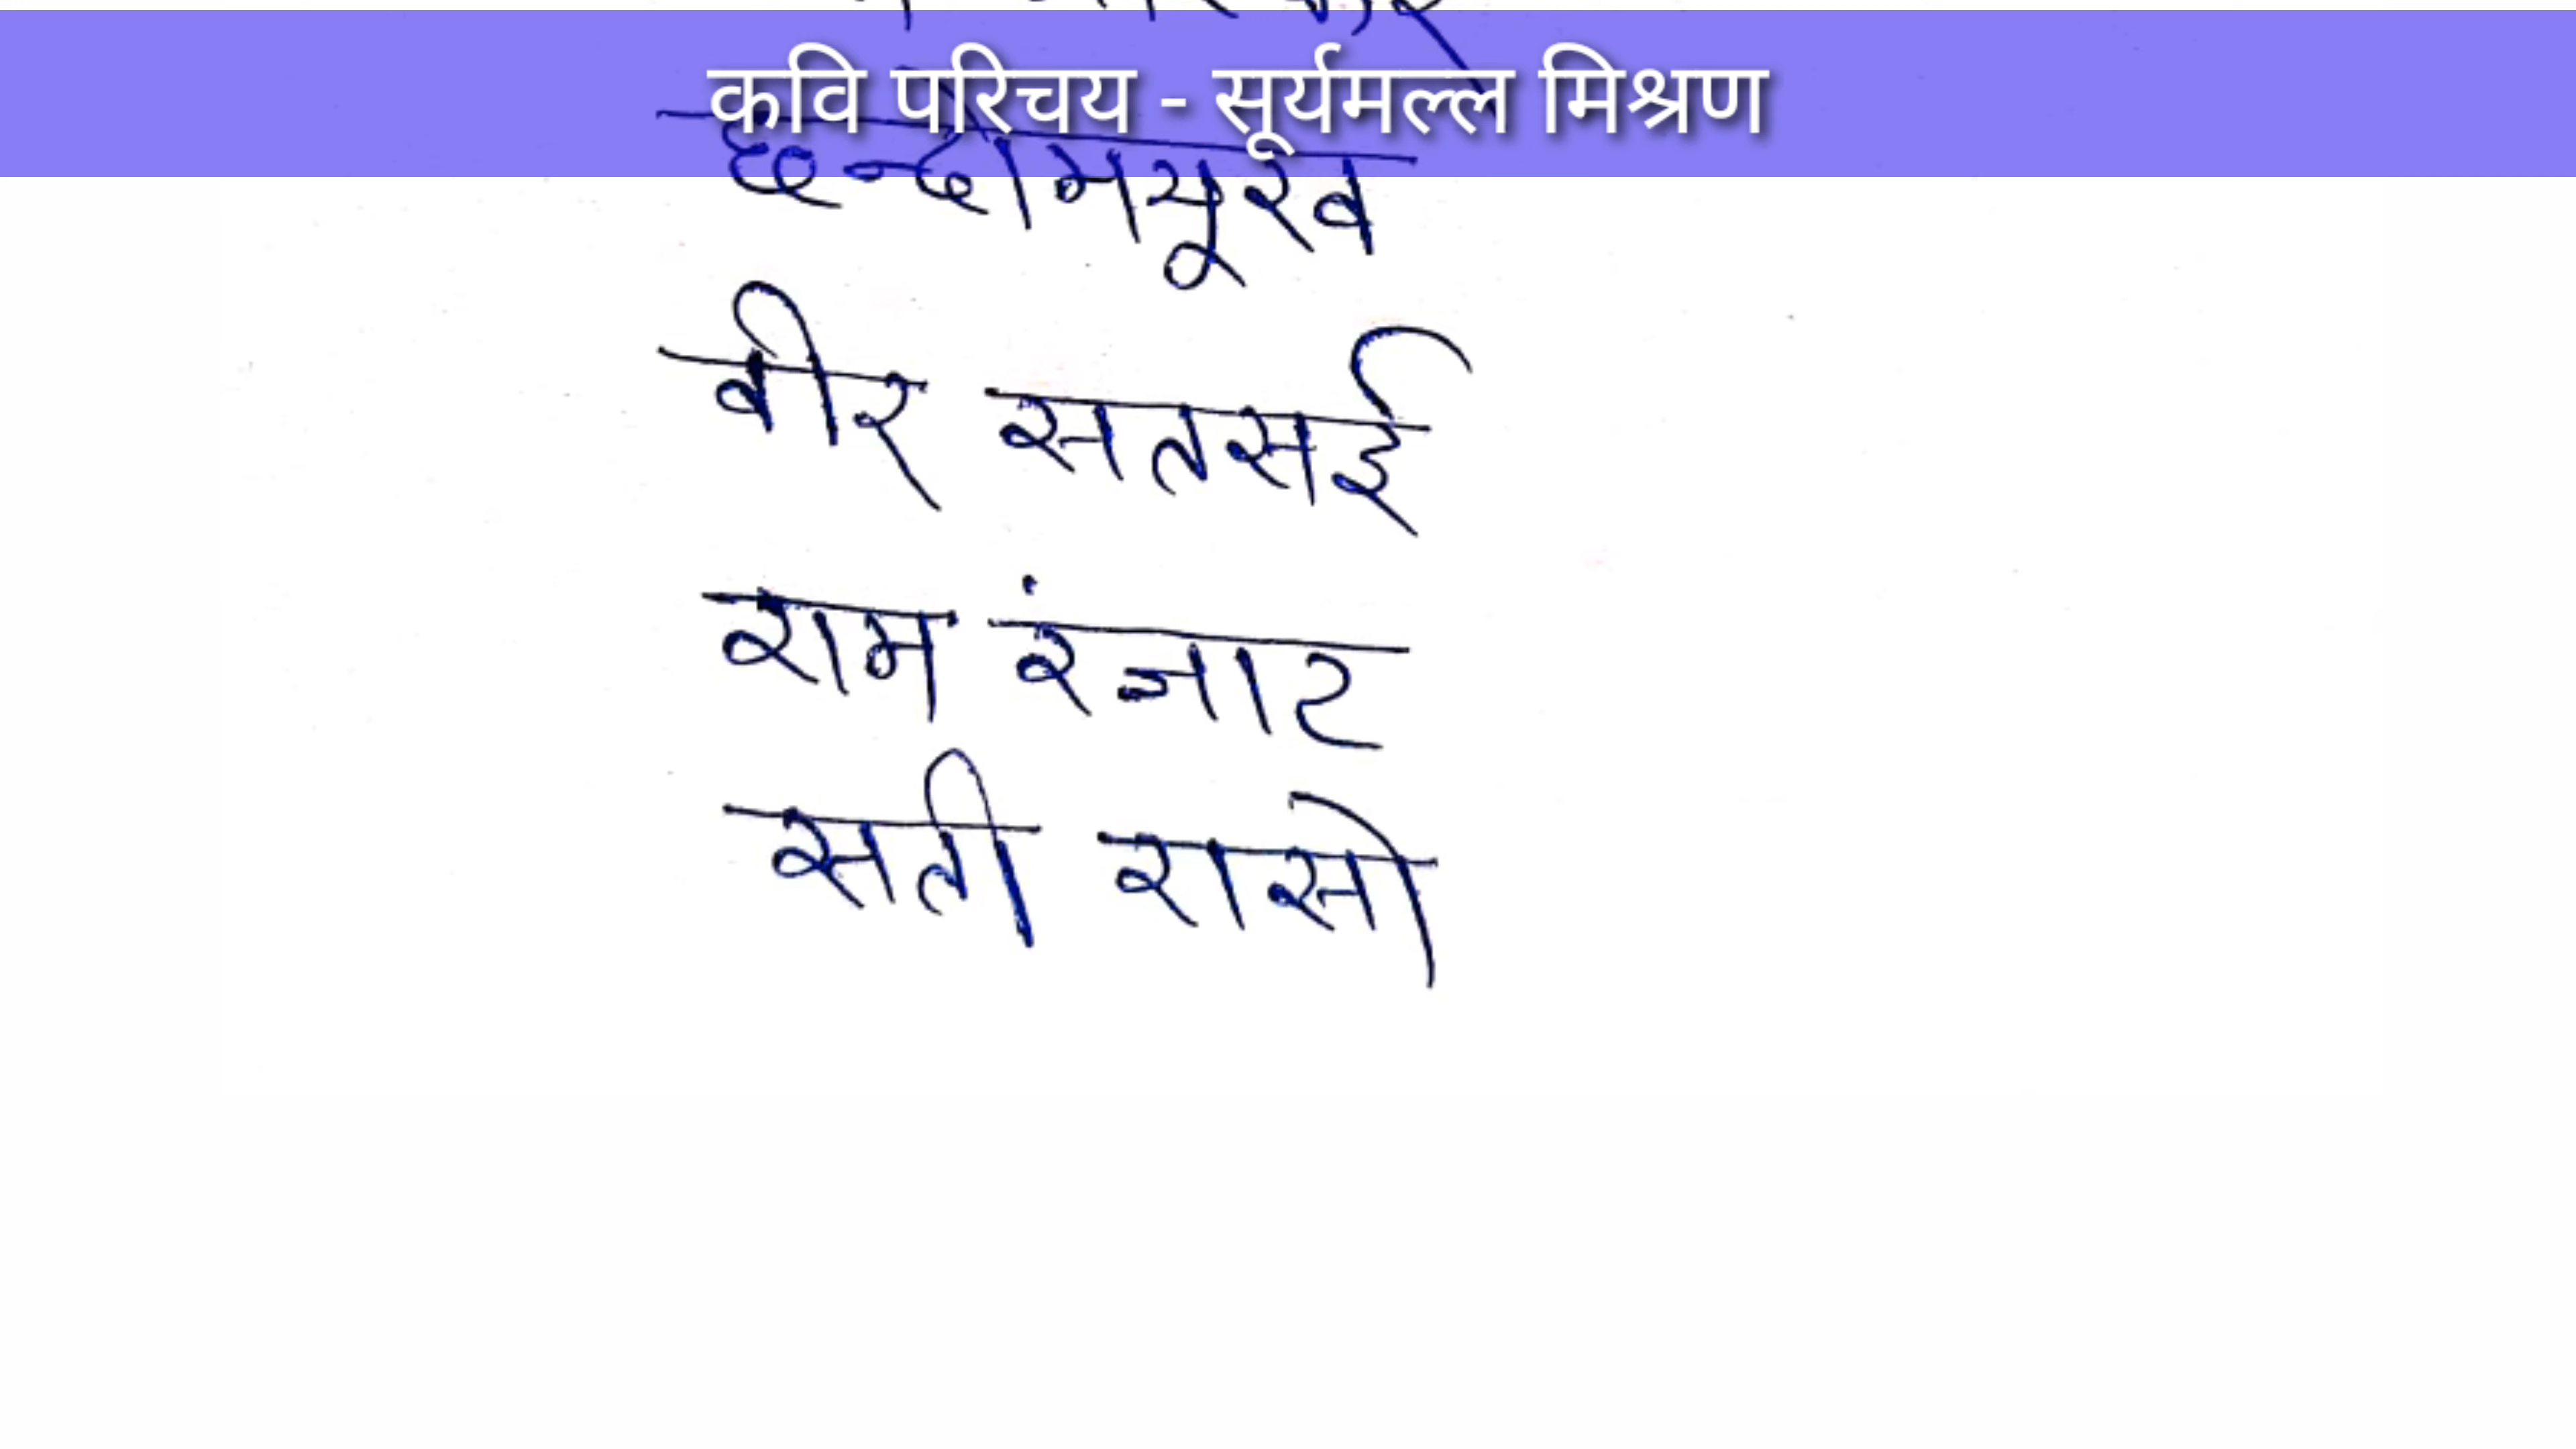 कवि परिचय - सूर्यमल्ल मिश्रण
छन्दोमयूख
वीर सतसई
राम रंजाट
सती रासो